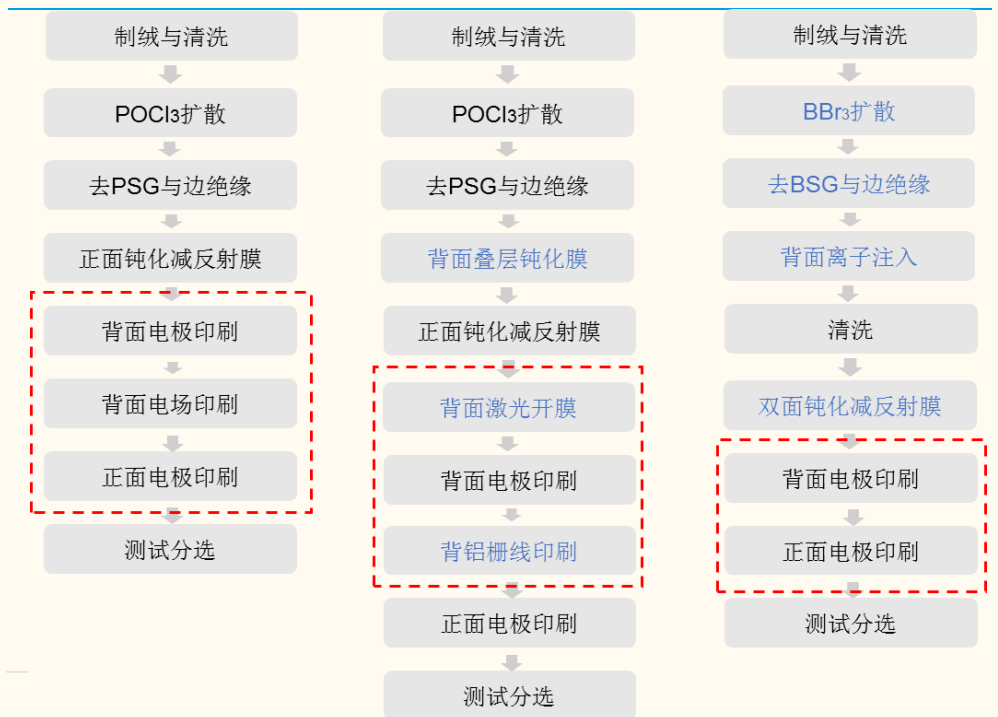 制绒与清洗
POCl3扩散
去PSG与边绝缘
正面钝化减反射膜
背面电极印刷
背面电场印刷
正面电极印刷
测试分选
制绒与清洗
POCl3扩散
去PSG与边绝缘
背面叠层钝化膜
正面钝化减反射膜
背面激光开膜
背面电极印刷
背铝栅线印刷
正面电极印刷
测试分选
制绒与清洗
BBr3扩散
去BSG与边绝缘
背面离子注入
清洗
双面钝化减反射膜
背面电极印刷
正面电极印刷
测试分选